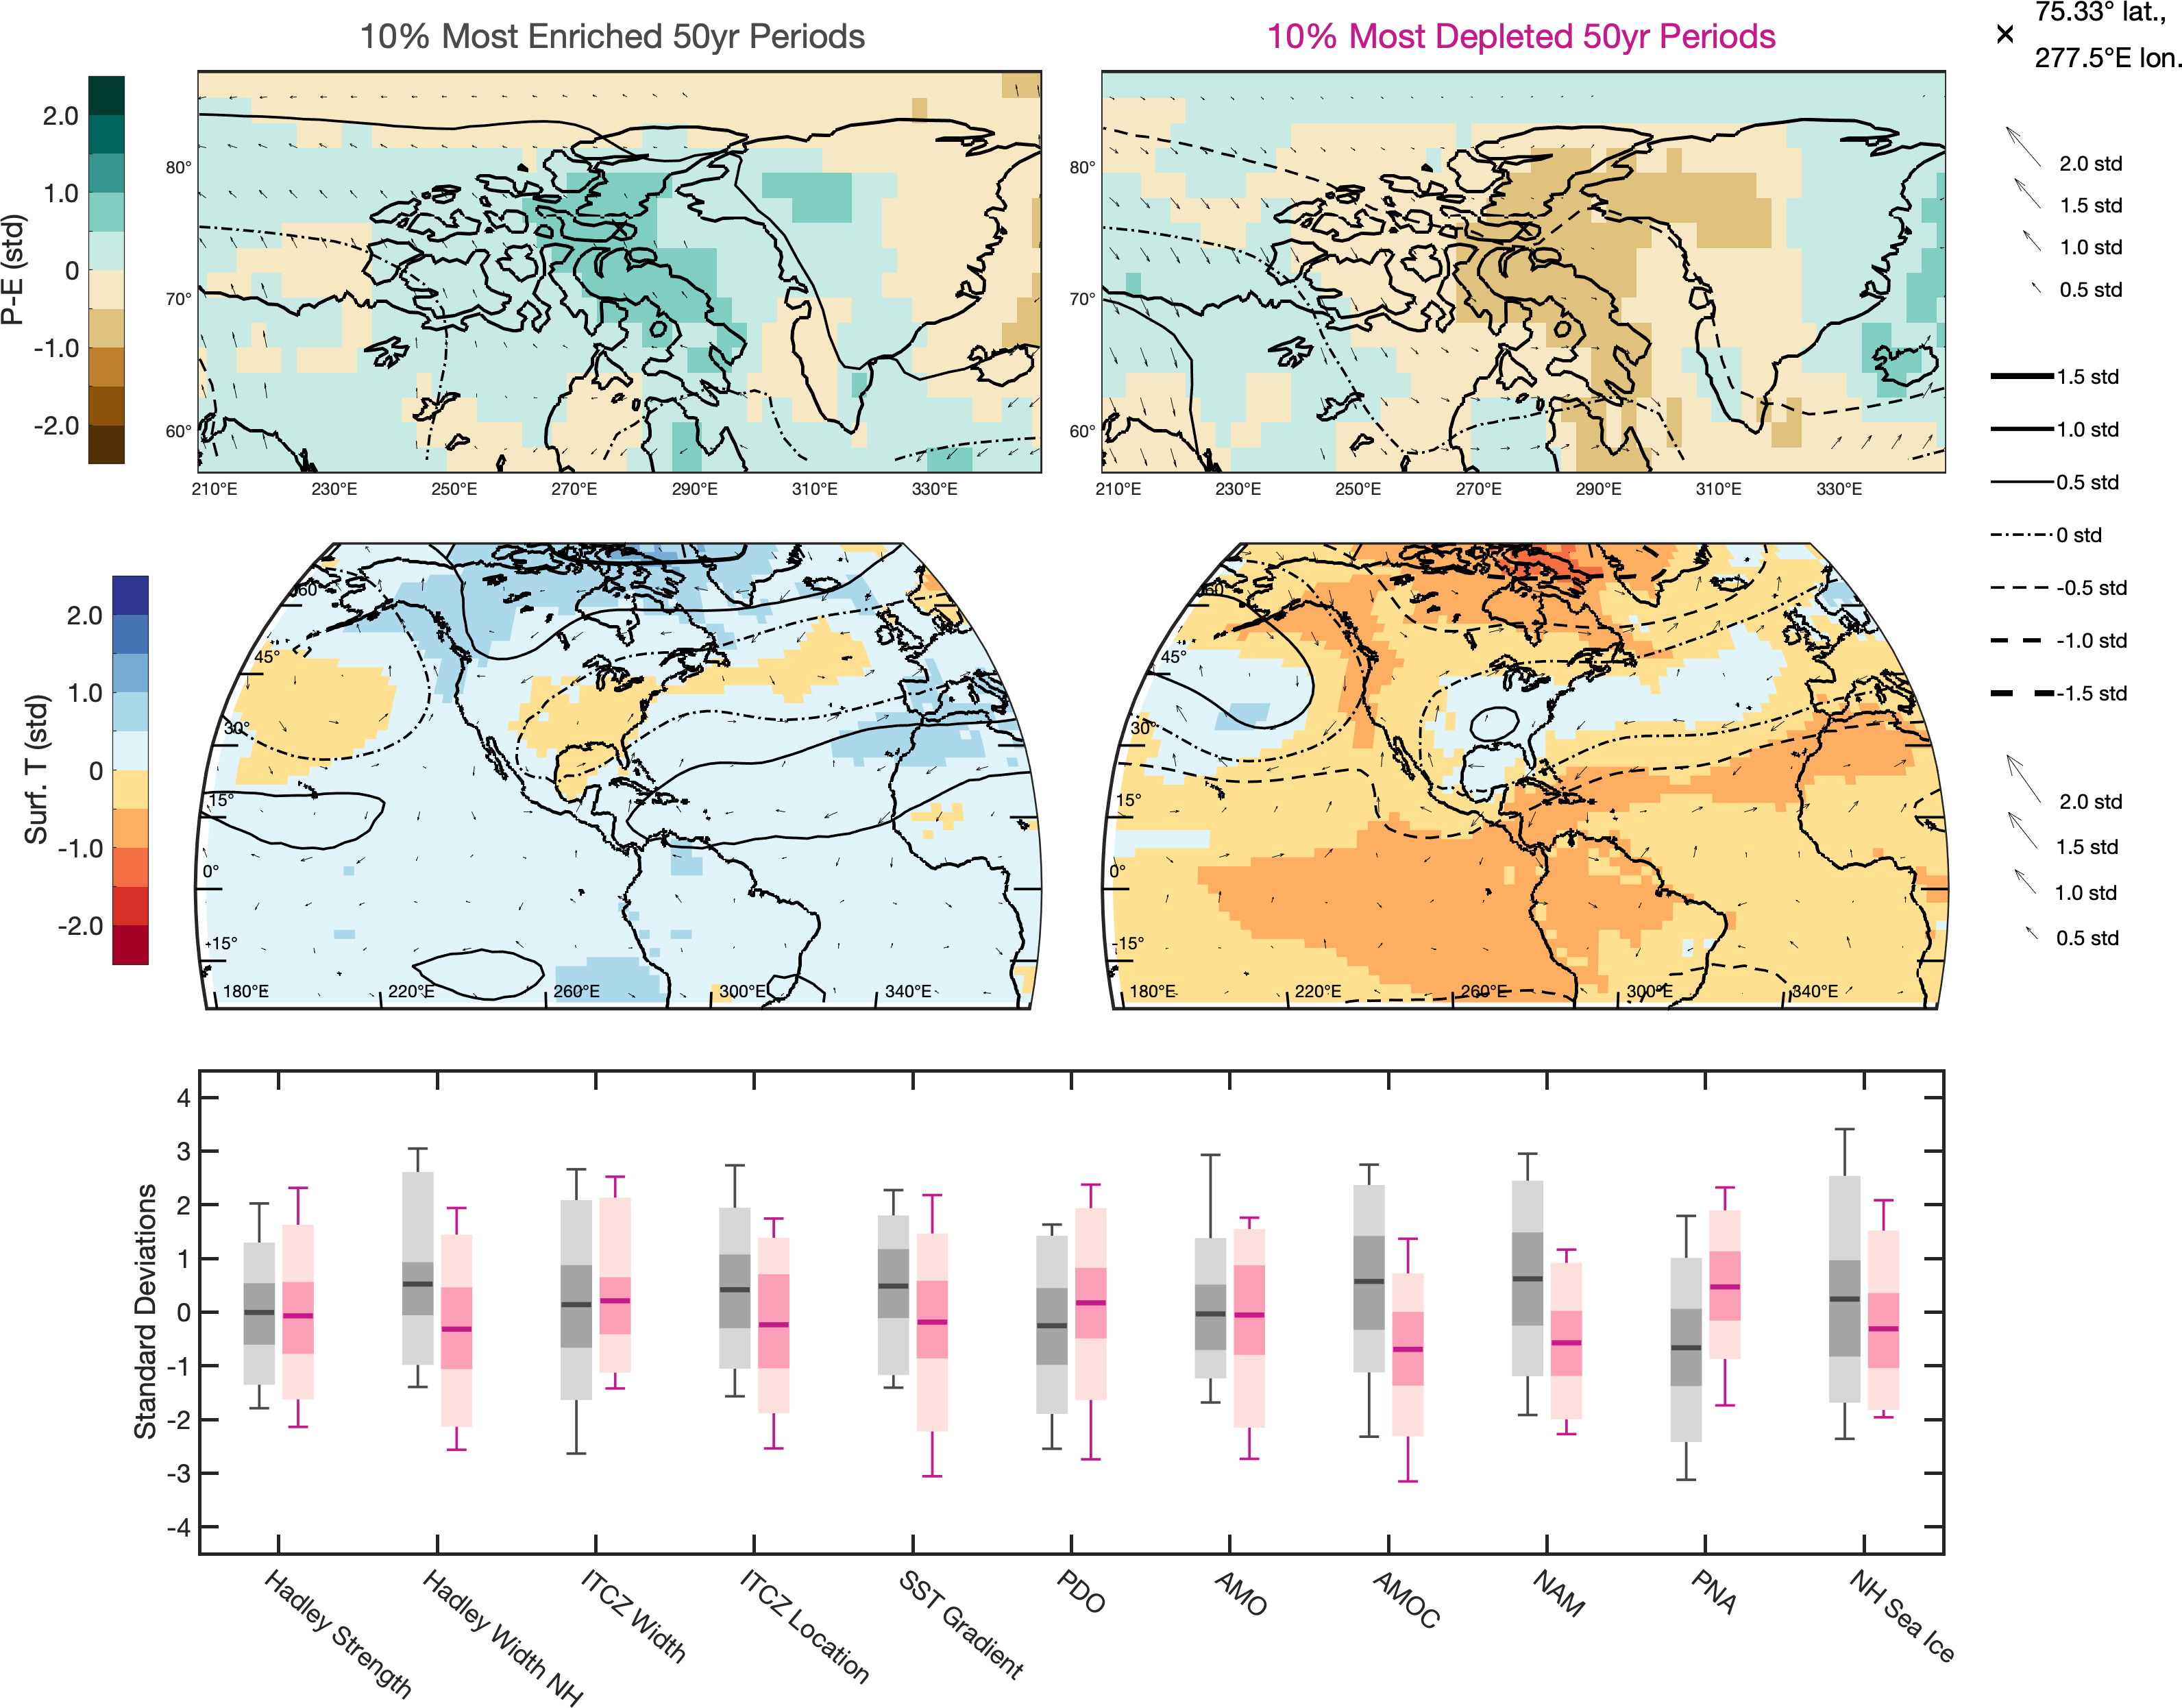 10% Most Enriched 50yr Periods
10% Most Depleted 50yr Periods
× 75.33° lat.,
277.5°E lon.
P-E (std)
2.0
1.0
0
-1.0
-2.0
80°
70°
60°
210°E 230°E 250°E 270°E 290°E 310°E 330°E
80°
70°
60°
210°E 230°E 250°E 270°E 290°E 310°E 330°E
2.0 std
1.5 std
1.0 std
0.5 std
1.5 std
1.0 std
0.5 std
0 std
-0.5 std
-1.0 std
-1.5 std
Surf. T (std)
2.0
1.0
0
-1.0
-2.0
60°
45°
30°
15°
0°
-15°
180°E 220°E 260°E 300°E 340°E
60°
45°
30°
15°
0°
-15°
180°E 220°E 260°E 300°E 340°E
2.0 std
1.5 std
1.0 std
0.5 std
Standard Deviations
4
3
2
1
0
-1
-2
-3
-4
Hadley Strength
Hadley Width NH
ITCZ Width
ITCZ Location
SST Gradient
PDO
AMO
AMOC
NAM
PNA
NH Sea Ice